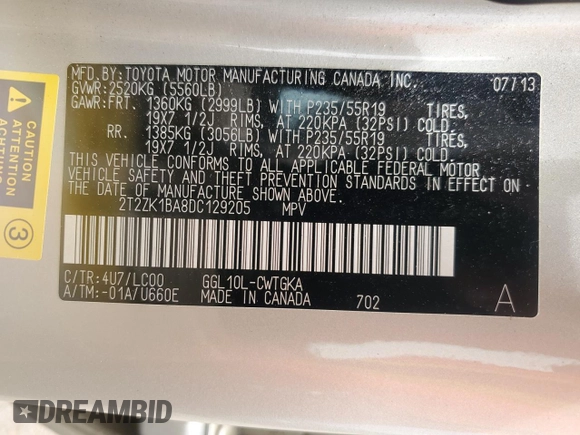 MFD.BY:TOYOTA MOTOR MANUFACTURING CANADA INC. 07/13
GVWR:2520KG (5560LB)
GAWR:FRT. 1360KG (2999LB) WITH P235/55R19 TIRES,
19X7 1/2J RIMS, AT 220KPA (32PSI) COLD.
RR. 1385KG (3056LB) WITH P235/55R19 TIRES,
19X7 1/2J RIMS, AT 220KPA (32PSI) COLD.
THIS VEHICLE CONFORMS TO ALL APPLICABLE FEDERAL MOTOR
VEHICLE SAFETY AND THEFT PREVENTION STANDARDS IN EFFECT ON
THE DATE OF MANUFACTURE SHOWN ABOVE.
2T2ZK1BA8DC129205 MPV
C/TR:4U7/LC00 GGL10L-CWTGKA
A/TM:-01A/U660E MADE IN CANADA 702 A
CAUTION
ATTENTION
ACHTUNG
3
DREAMBID